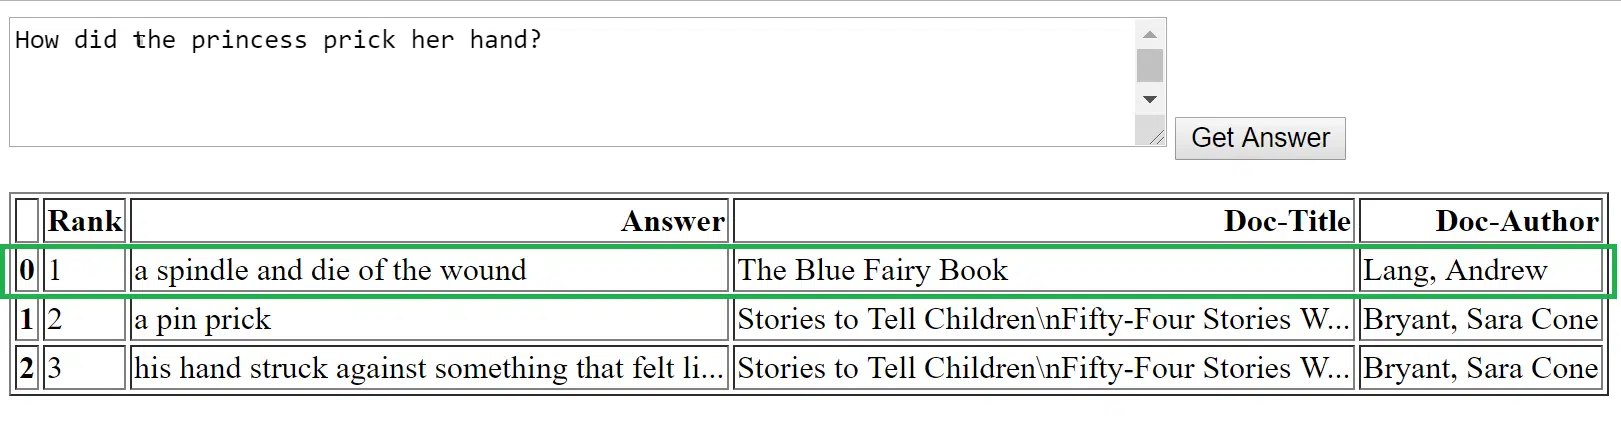 How did the princess prick her hand?
Get Answer
Rank Answer Doc-Title Doc-Author
0 1 a spindle and die of the wound The Blue Fairy Book Lang, Andrew
1 2 a pin prick Stories to Tell Children\nFifty-Four Stories W... Bryant, Sara Cone
2 3 his hand struck against something that felt li... Stories to Tell Children\nFifty-Four Stories W... Bryant, Sara Cone